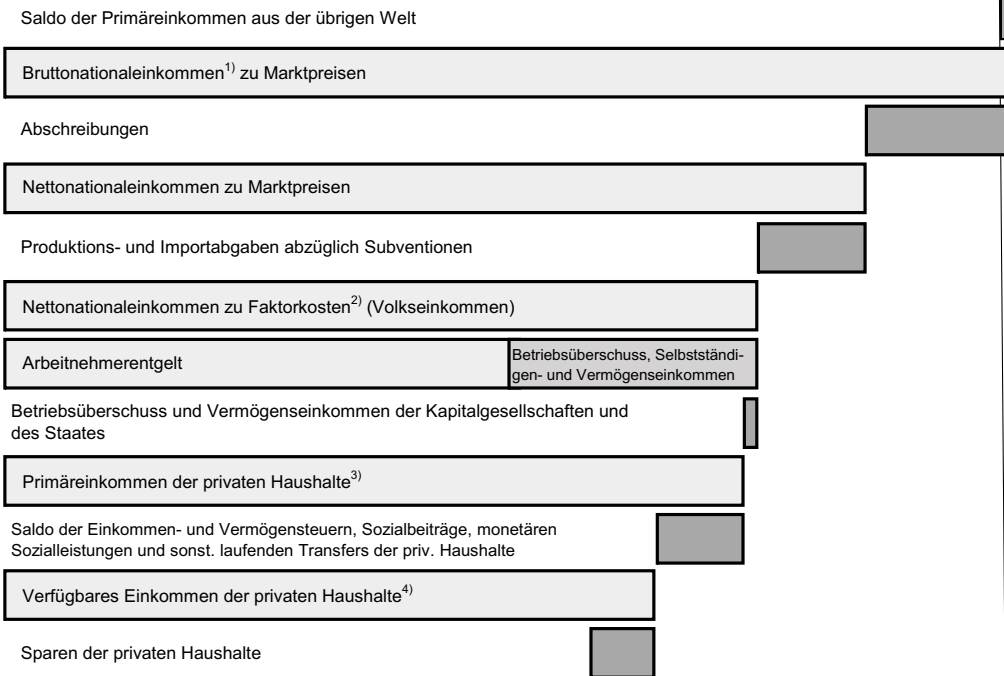 Saldo der Primäreinkommen aus der übrigen Welt
Bruttonationaleinkommen1) zu Marktpreisen
Abschreibungen
Nettonationaleinkommen zu Marktpreisen
Produktions- und Importabgaben abzüglich Subventionen
Nettonationaleinkommen zu Faktorkosten2) (Volkseinkommen)
Arbeitnehmerentgelt
Betriebsüberschuss, Selbstständi-
gen- und Vermögenseinkommen
Betriebsüberschuss und Vermögenseinkommen der Kapitalgesellschaften und
des Staates
Primäreinkommen der privaten Haushalte3)
Saldo der Einkommen- und Vermögensteuern, Sozialbeiträge, monetären
Sozialleistungen und sonst. laufenden Transfers der priv. Haushalte
Verfügbares Einkommen der privaten Haushalte4)
Sparen der privaten Haushalte